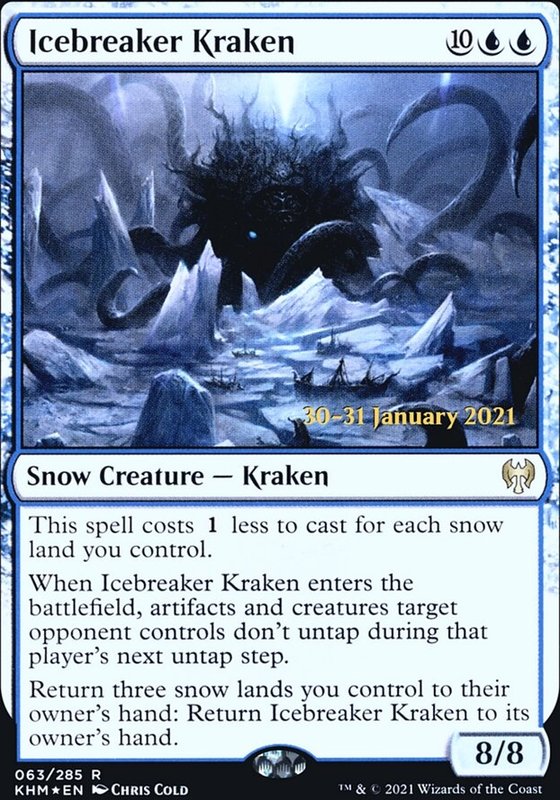 Icebreaker Kraken 10
30–31 January 2021
Snow Creature — Kraken
This spell costs 1 less to cast for each snow
land you control.
When Icebreaker Kraken enters the
battlefield, artifacts and creatures target
opponent controls don't untap during that
player's next untap step.
Return three snow lands you control to their
owner's hand: Return Icebreaker Kraken to its
owner's hand.
8/8
063/285 R
KHM★EN Chris Cold
™ & © 2021 Wizards of the Coast